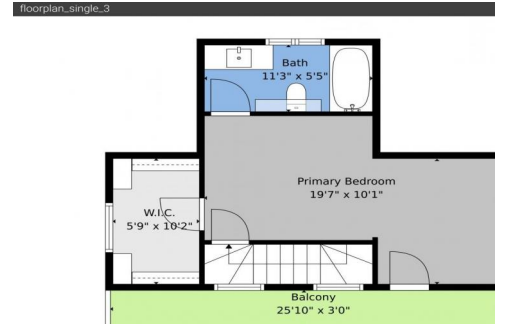 floorplan_single_3
Bath
11'3" x 5'5"
Primary Bedroom
19'7" x 10'1"
W.I.C.
5'9" x 10'2"
Balcony
25'10" x 3'0"